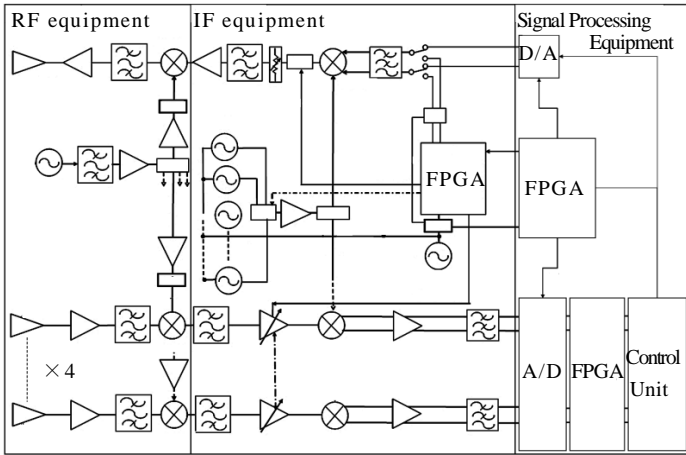 RF equipment
IF equipment
Signal Processing
Equipment
D/A
FPGA
FPGA
× 4
A/D
FPGA
Control
Unit